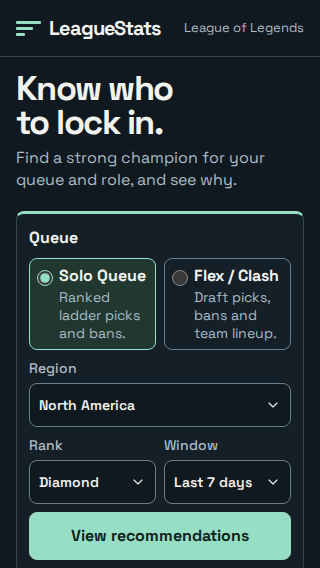 LeagueStats
League of Legends
Know who
to lock in.
Find a strong champion for your
queue and role, and see why.
Queue
Solo Queue
Ranked
ladder picks
and bans.
Flex / Clash
Draft picks,
bans and
team lineup.
Region
North America
Rank
Window
Diamond
Last 7 days
View recommendations